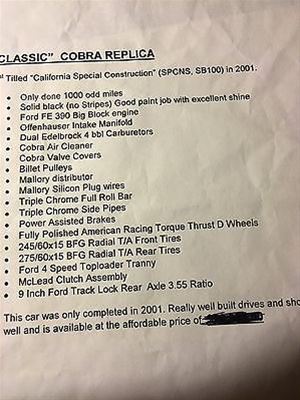 CLASSIC" COBRA REPLICA
Titled "California Special Construction" (SPCNS, SB100) in 2001.
• Only done 1000 odd miles
• Solid black (no Stripes) Good paint job with excellent shine
• Ford FE 390 Big Block engine
• Offenhauser Intake Manifold
• Dual Edelbrock 4 bbl Carburetors
• Cobra Air Cleaner
• Cobra Valve Covers
• Billet Pulleys
• Mallory distributor
• Mallory Silicon Plug wires
• Triple Chrome Full Roll Bar
• Triple Chrome Side Pipes
• Power Assisted Brakes
• Fully Polished American Racing Torque Thrust D Wheels
• 245/60x15 BFG Radial T/A Front Tires
• 275/60x15 BFG Radial T/A Rear Tires
• Ford 4 Speed Toploader Tranny
• McLead Clutch Assembly
• 9 Inch Ford Track Lock Rear Axle 3.55 Ratio
This car was only completed in 2001. Really well built drives and
well and is available at the affordable price of